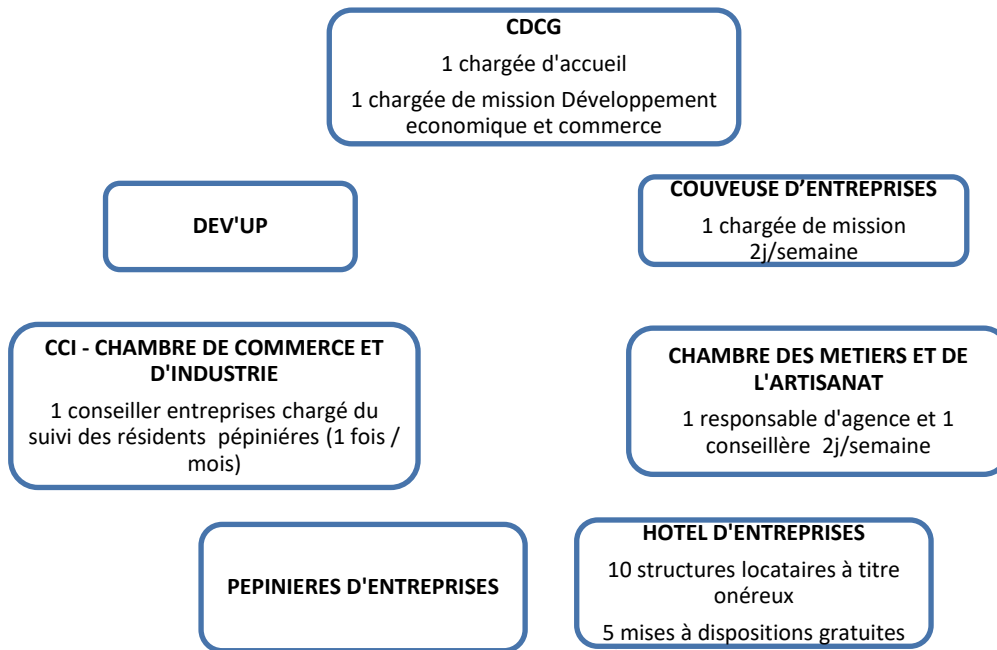 CDCG
1 chargée d'accueil
1 chargée de mission Développement
economique et commerce
DEV'UP
COUVEUSE D’ENTREPRISES
1 chargée de mission
2j/semaine
CCI - CHAMBRE DE COMMERCE ET
D'INDUSTRIE
1 conseiller entreprises chargé du
suivi des résidents pépiniéres (1 fois /
mois)
CHAMBRE DES METIERS ET DE
L'ARTISANAT
1 responsable d'agence et 1
conseillère 2j/semaine
PEPINIERES D'ENTREPRISES
HOTEL D'ENTREPRISES
10 structures locataires à titre
onéreux
5 mises à dispositions gratuites